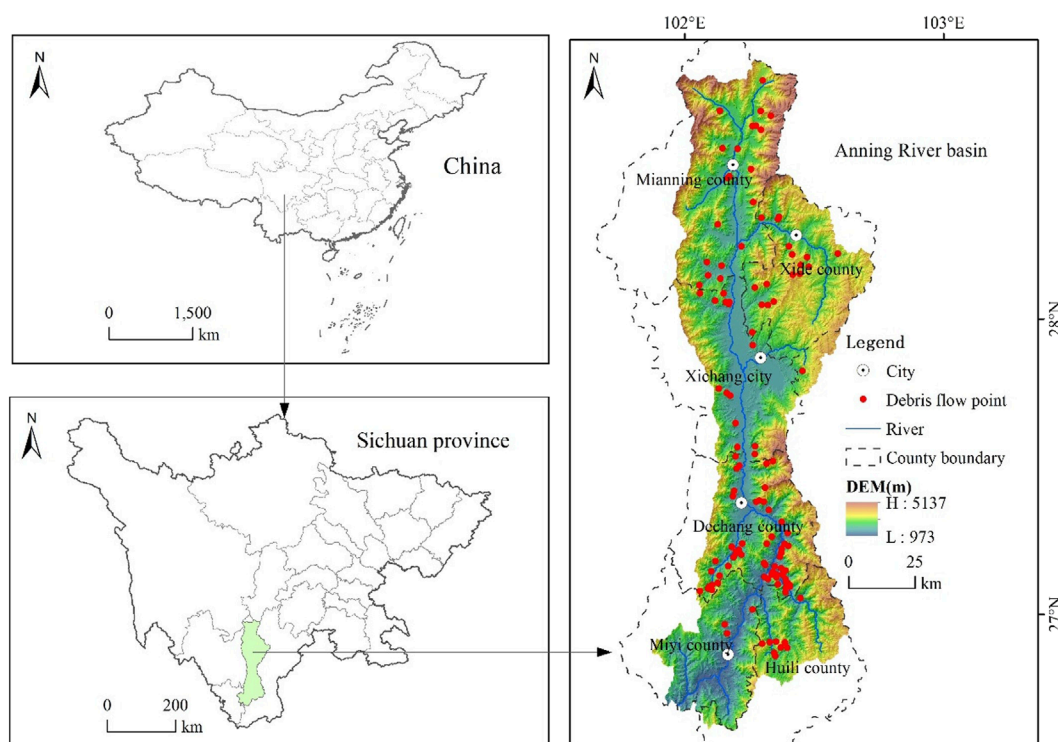 N
China
0
1,500
km
N
Sichuan province
0
200
km
102°E
103°E
N
Anning River basin
Mianning county
Xide county
28°N
Xichang city
Legend
City
Debris flow point
River
County boundary
DEM(m)
H : 5137
L : 973
0
25
km
Dechang county
27°N
Miyi county
Huili county